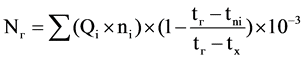 N_r = ∑(Q_i × n_i) × (1 − (t_r − t_ni)/(t_r − t_x)) × 10^−3